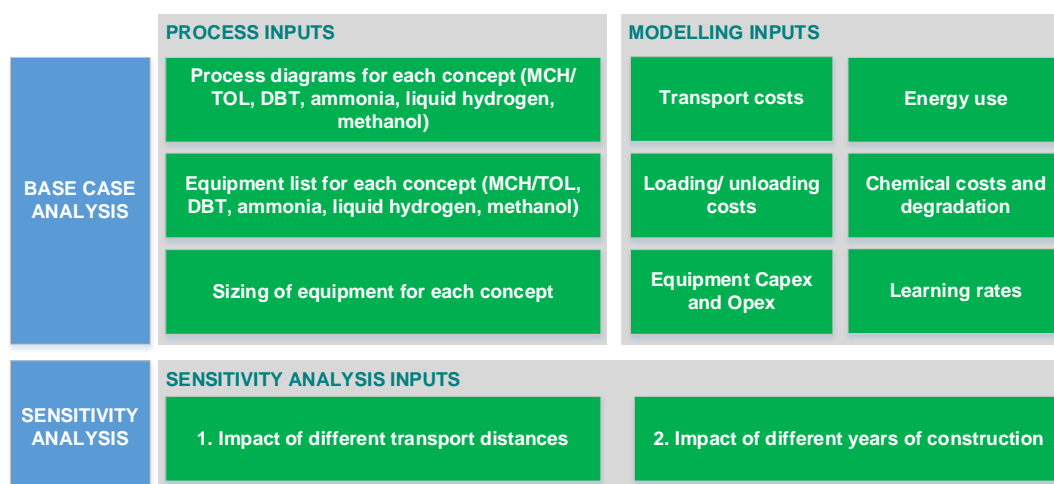 PROCESS INPUTS
MODELLING INPUTS
BASE CASE
ANALYSIS
Process diagrams for each concept (MCH/
TOL, DBT, ammonia, liquid hydrogen,
methanol)
Equipment list for each concept (MCH/TOL,
DBT, ammonia, liquid hydrogen, methanol)
Sizing of equipment for each concept
Transport costs
Energy use
Loading/ unloading
costs
Chemical costs and
degradation
Equipment Capex
and Opex
Learning rates
SENSITIVITY
ANALYSIS
SENSITIVITY ANALYSIS INPUTS
1. Impact of different transport distances
2. Impact of different years of construction